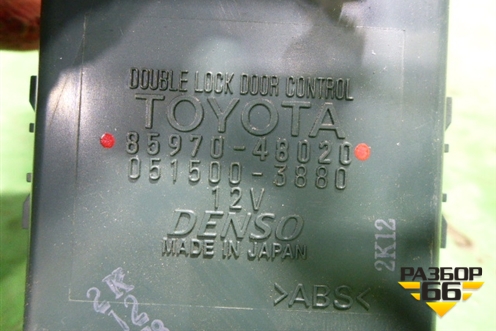 DOUBLE LOCK DOOR CONTROL
TOYOTA
85970-48020
051500-3880
12V
DENSO
MADE IN JAPAN
2K12
>ABS<
РАЗБОР
66